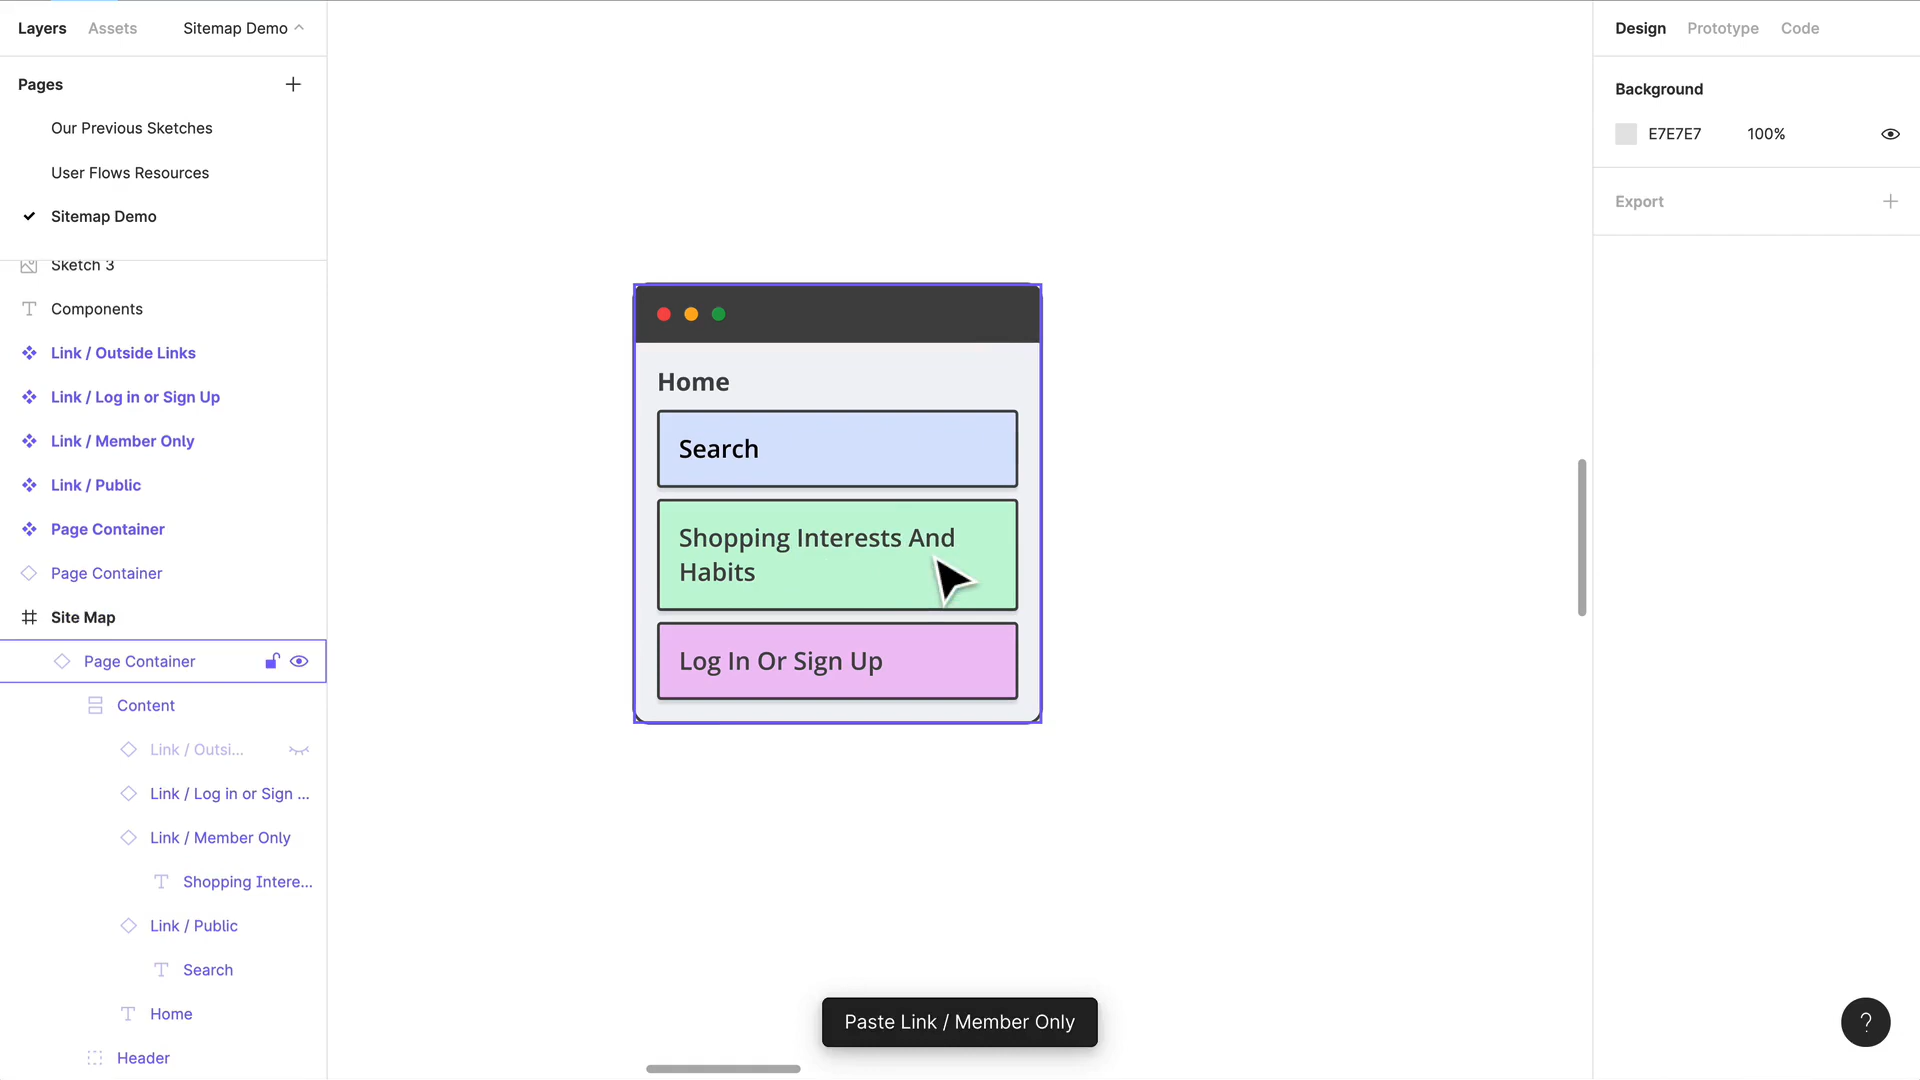 Layers
Assets
Sitemap Demo
Pages
Our Previous Sketches
User Flows Resources
Sitemap Demo
Sketch 3
Components
Link / Outside Links
Link / Log in or Sign Up
Link / Member Only
Link / Public
Page Container
Page Container
Site Map
Page Container
Content
Link / Outsi...
Link / Log in or Sign ...
Link / Member Only
Shopping Intere...
Link / Public
Search
Home
Header
Home
Search
Shopping Interests And
Habits
Log In Or Sign Up
Paste Link / Member Only
Design
Prototype
Code
Background
E7E7E7
100%
Export
?